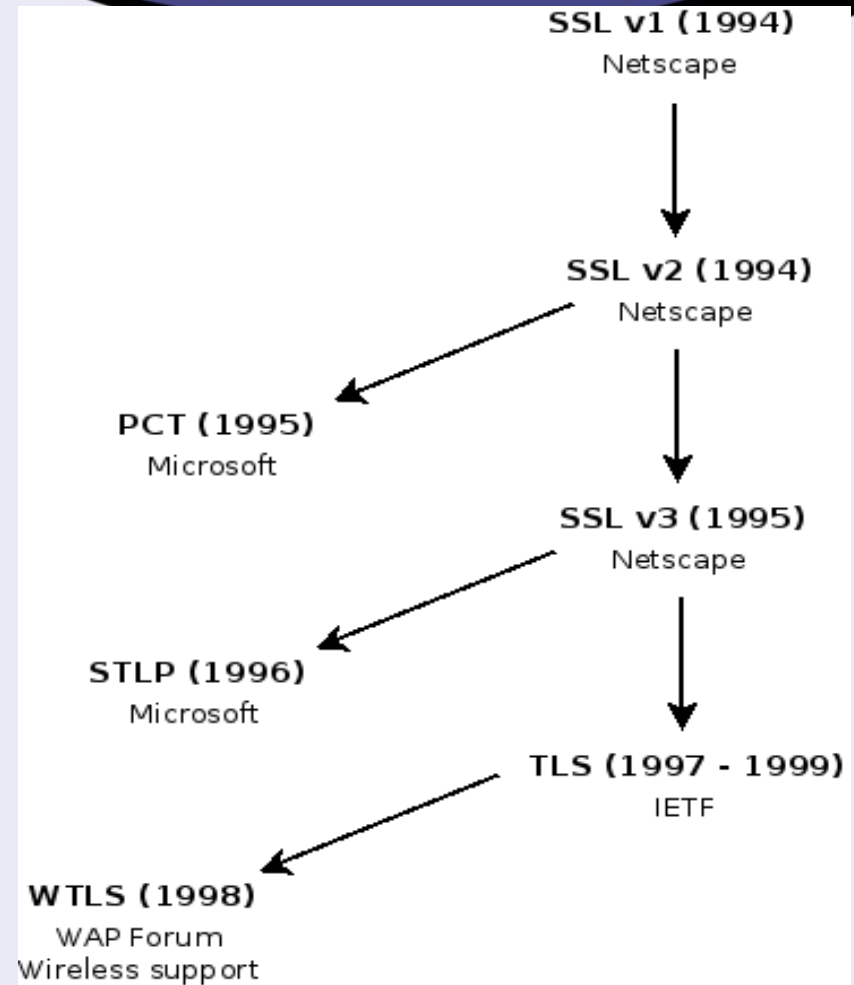 SSL v1 (1994)
Netscape
SSL v2 (1994)
Netscape
PCT (1995)
Microsoft
SSL v3 (1995)
Netscape
STLP (1996)
Microsoft
TLS (1997 - 1999)
IETF
WTLS (1998)
WAP Forum
Wireless support